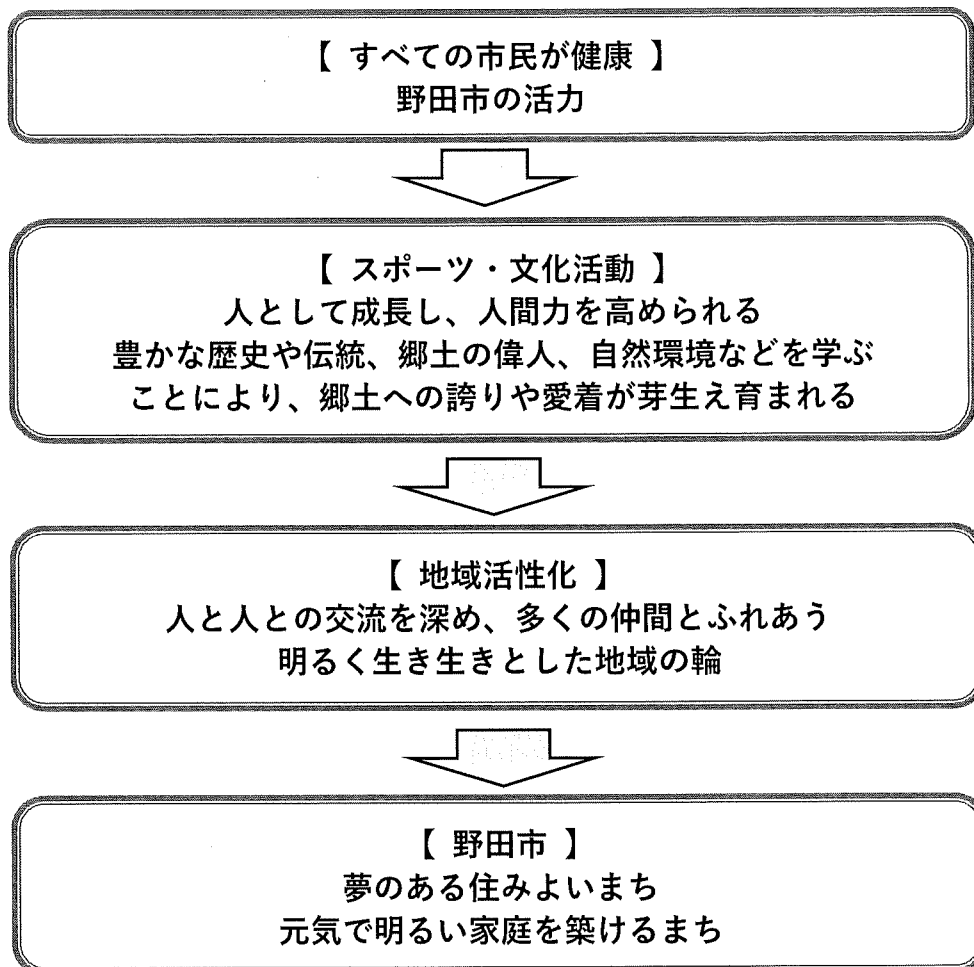 【 すべての市民が健康 】
野田市の活力
【 スポーツ・文化活動 】
人として成長し、人間力を高められる
豊かな歴史や伝統、郷土の偉人、自然環境などを学ぶ
ことにより、郷土への誇りや愛着が芽生え育まれる
【 地域活性化 】
人と人との交流を深め、多くの仲間とふれあう
明るく生き生きとした地域の輪
【 野田市 】
夢のある住みよいまち
元気で明るい家庭を築けるまち